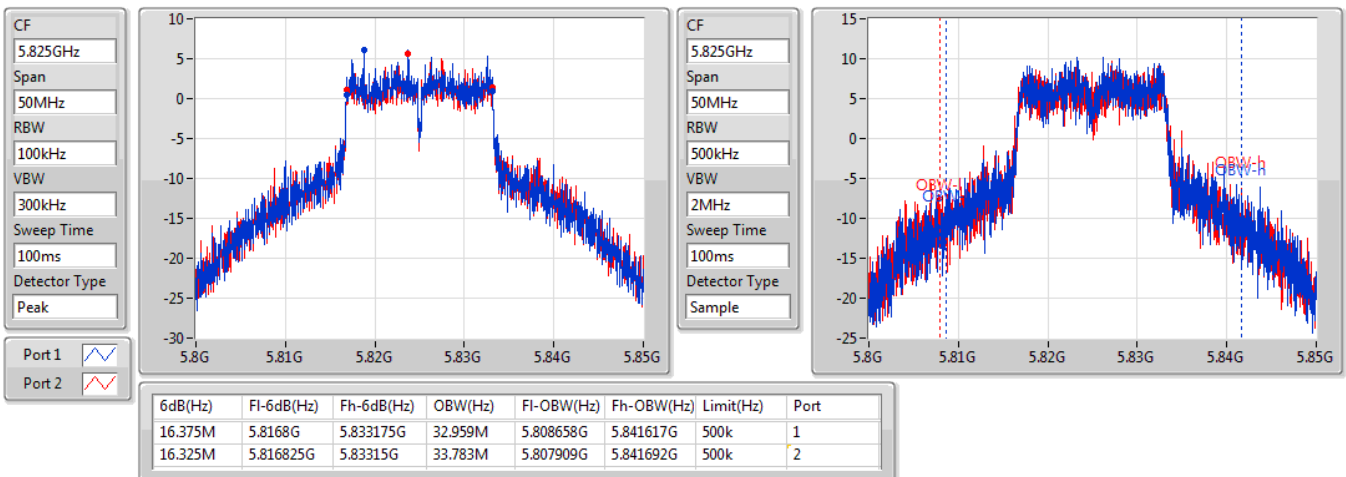 CF
5.825GHz
Span
50MHz
RBW
100kHz
VBW
300kHz
Sweep Time
100ms
Detector Type
Peak
Port 1
Port 2
10
5
0
-5
-10
-15
-20
-25
-30
5.8G 5.81G 5.82G 5.83G 5.84G 5.85G
CF
5.825GHz
Span
50MHz
RBW
500kHz
VBW
2MHz
Sweep Time
100ms
Detector Type
Sample
15
10
5
0
-5
-10
-15
-20
-25
OBW-h
OBW-h
5.8G 5.81G 5.82G 5.83G 5.84G 5.85G
6dB(Hz) Fl-6dB(Hz) Fh-6dB(Hz) OBW(Hz) Fl-OBW(Hz) Fh-OBW(Hz) Limit(Hz) Port
16.375M 5.8168G 5.833175G 32.959M 5.808658G 5.841617G 500k 1
16.325M 5.816825G 5.83315G 33.783M 5.807909G 5.841692G 500k 2